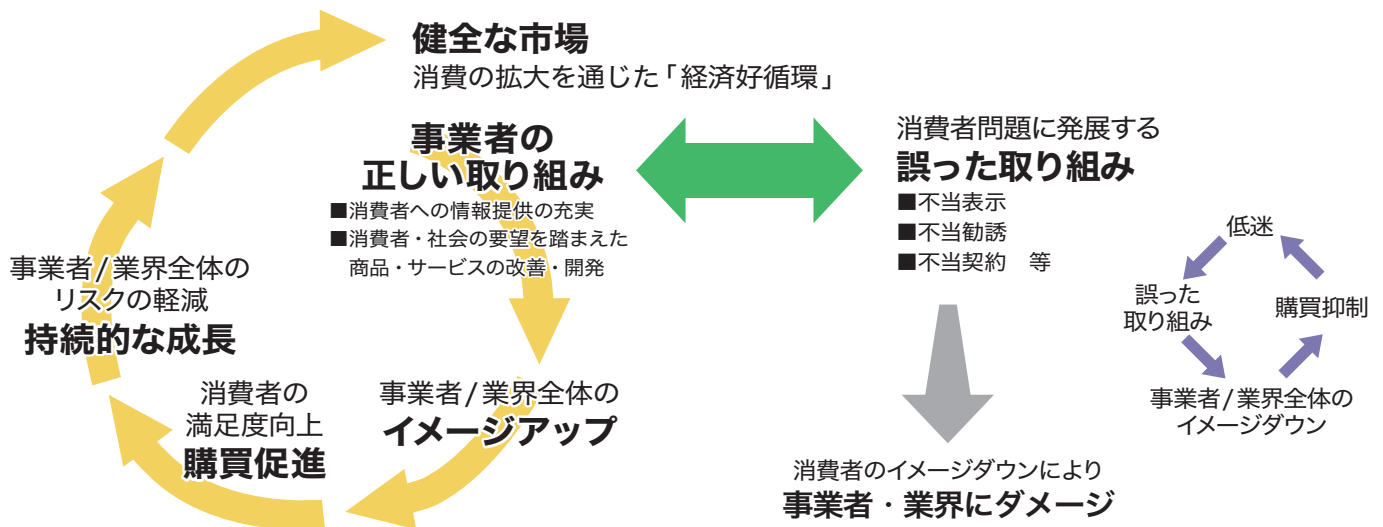 健全な市場
消費の拡大を通じた「経済好循環」
事業者の
正しい取り組み
■消費者への情報提供の充実
■消費者・社会の要望を踏まえた
商品・サービスの改善・開発
事業者/業界全体の
イメージアップ
消費者の
満足度向上
購買促進
事業者/業界全体の
リスクの軽減
持続的な成長
消費者問題に発展する
誤った取り組み
■不当表示
■不当勧誘
■不当契約　等
消費者のイメージダウンにより
事業者・業界にダメージ
低迷
誤った
取り組み
購買抑制
事業者/業界全体の
イメージダウン